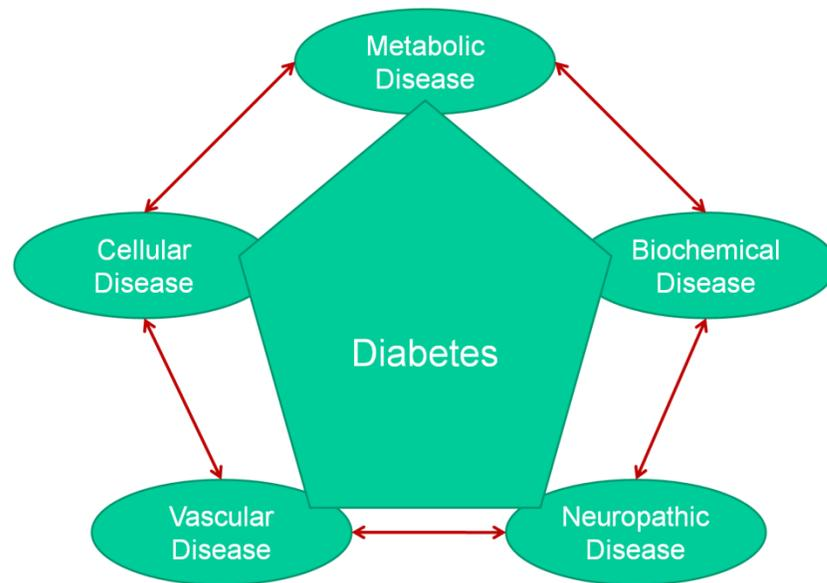 Metabolic
Disease
Cellular
Disease
Biochemical
Disease
Diabetes
Vascular
Disease
Neuropathic
Disease